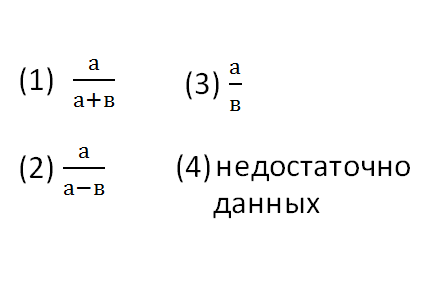 (1) а/(а+в) (3) а/в
(2) а/(а−в) (4) недостаточно
данных